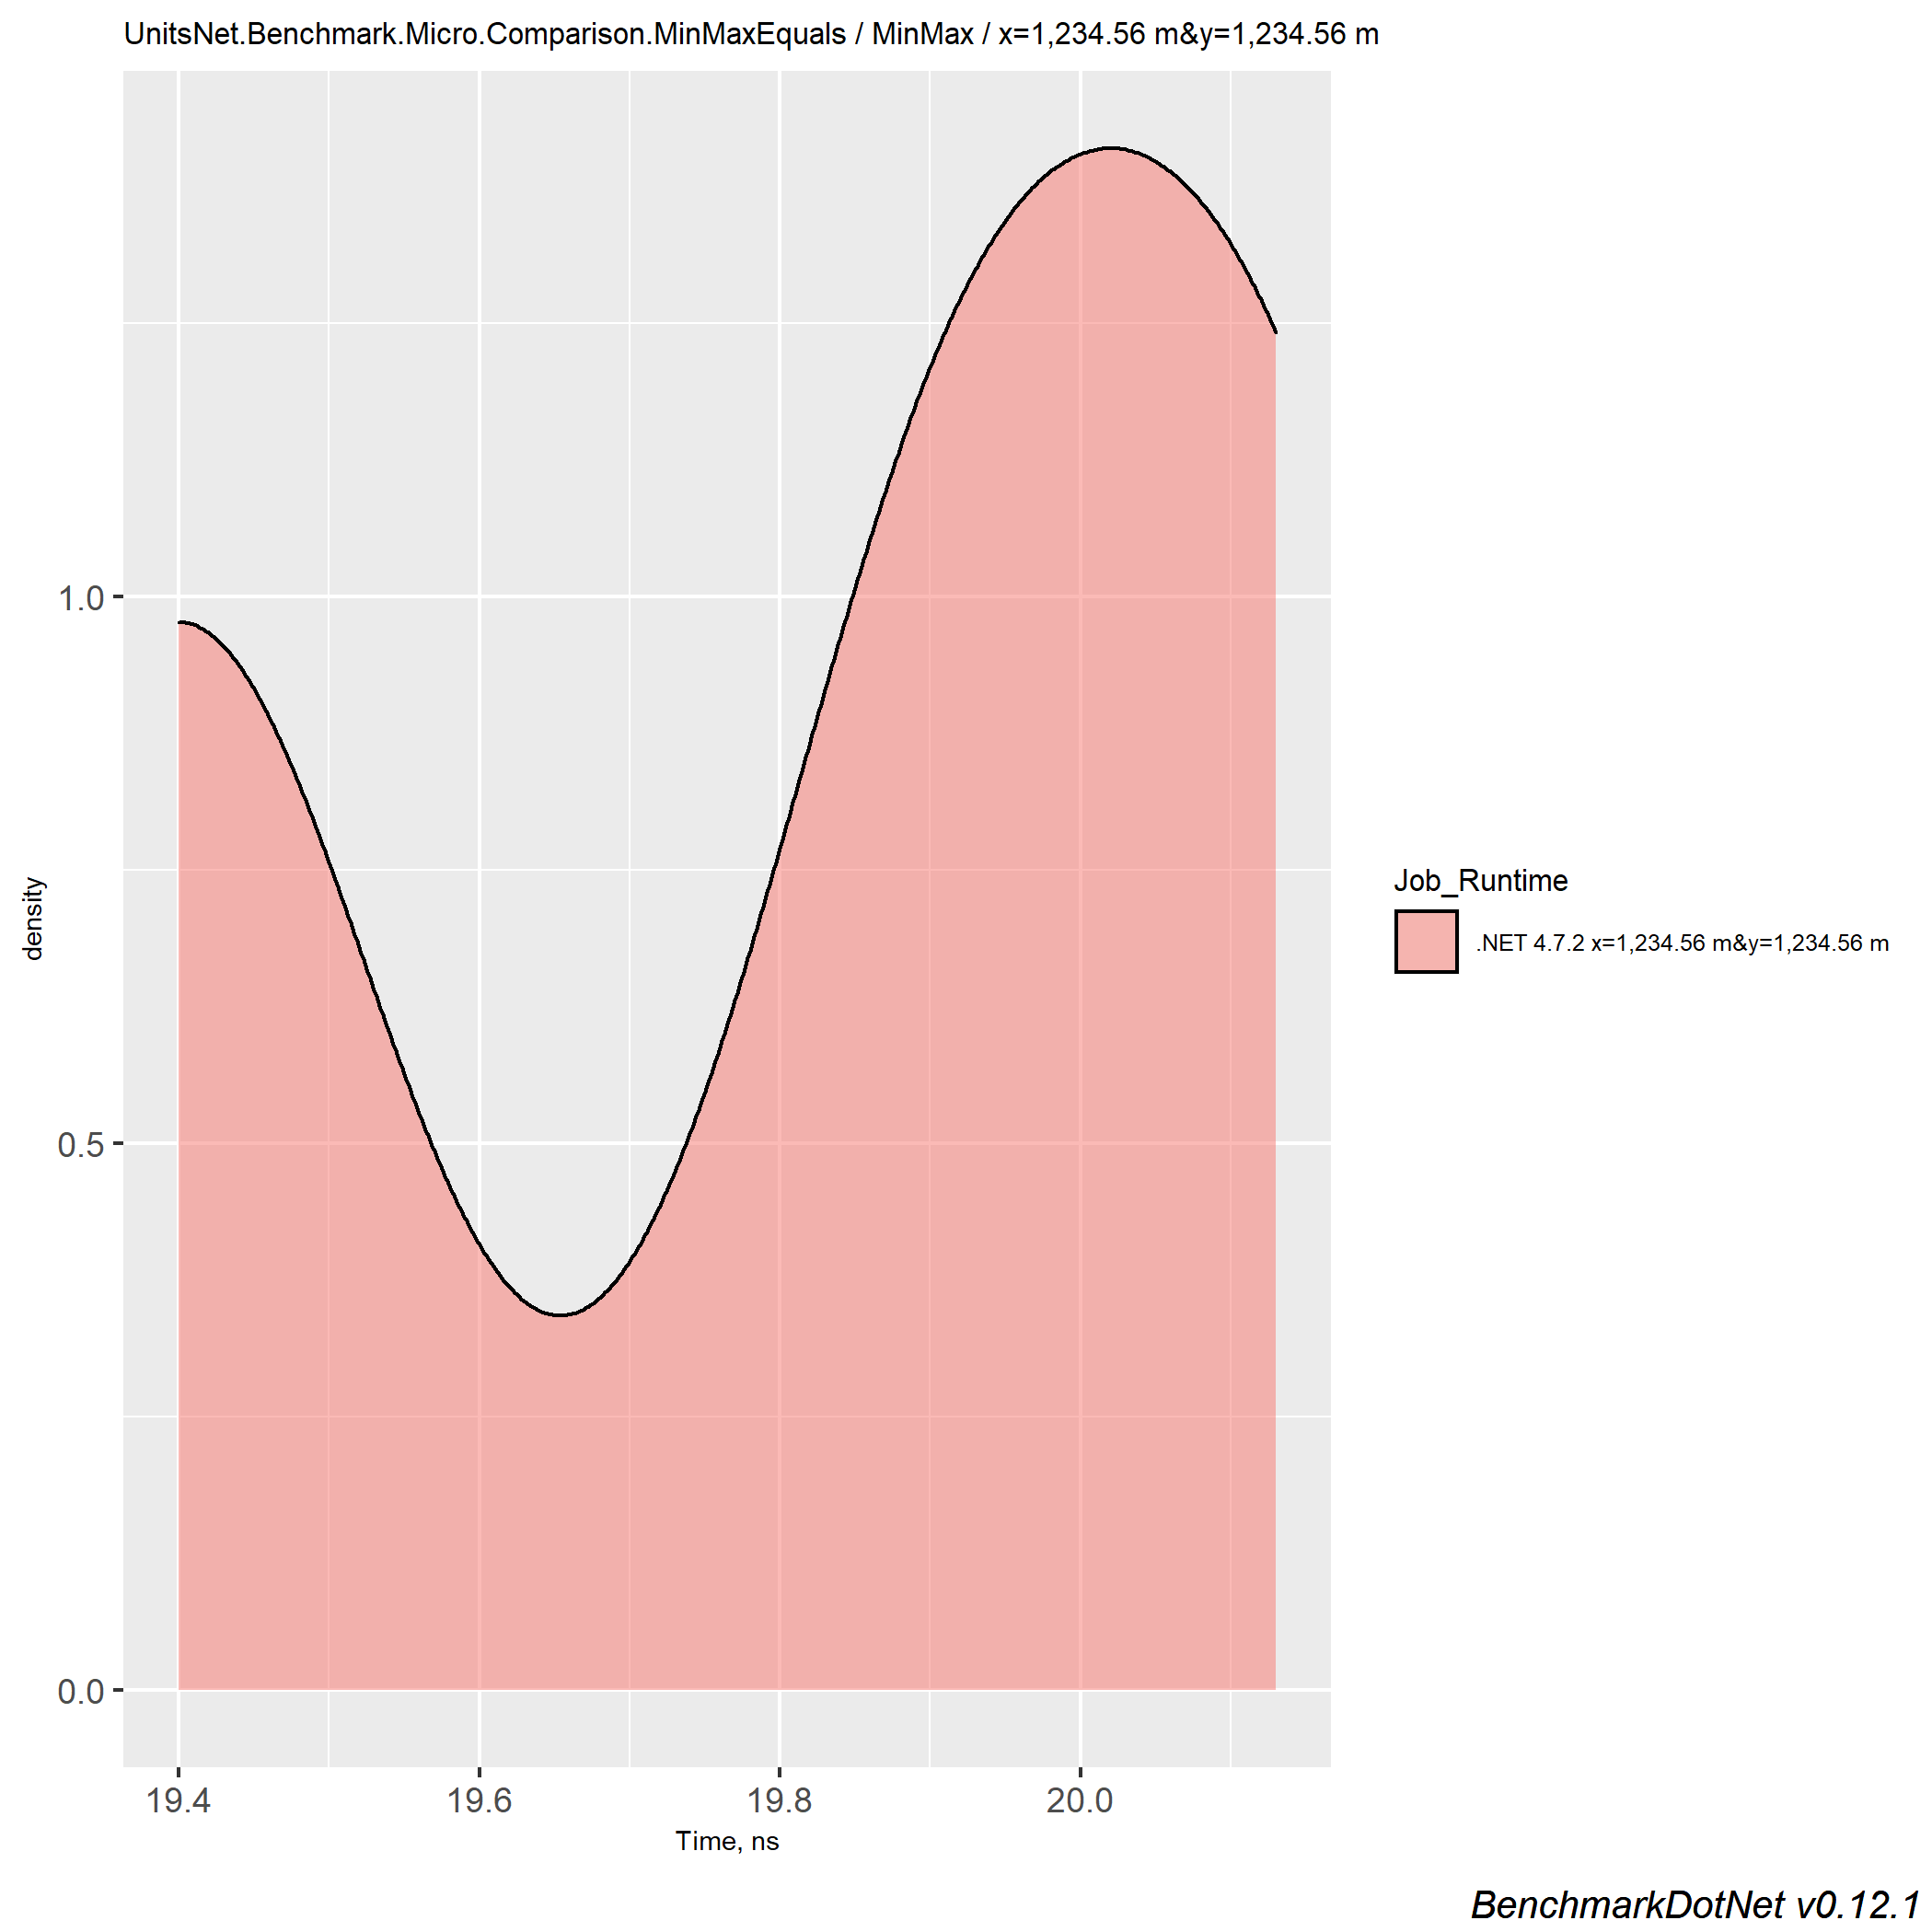 UnitsNet.Benchmark.Micro.Comparison.MinMaxEquals / MinMax / x=1,234.56 m&y=1,234.56 m
1.0
0.5
0.0
density
19.4 19.6 19.8 20.0
Time, ns
Job_Runtime
.NET 4.7.2 x=1,234.56 m&y=1,234.56 m
BenchmarkDotNet v0.12.1